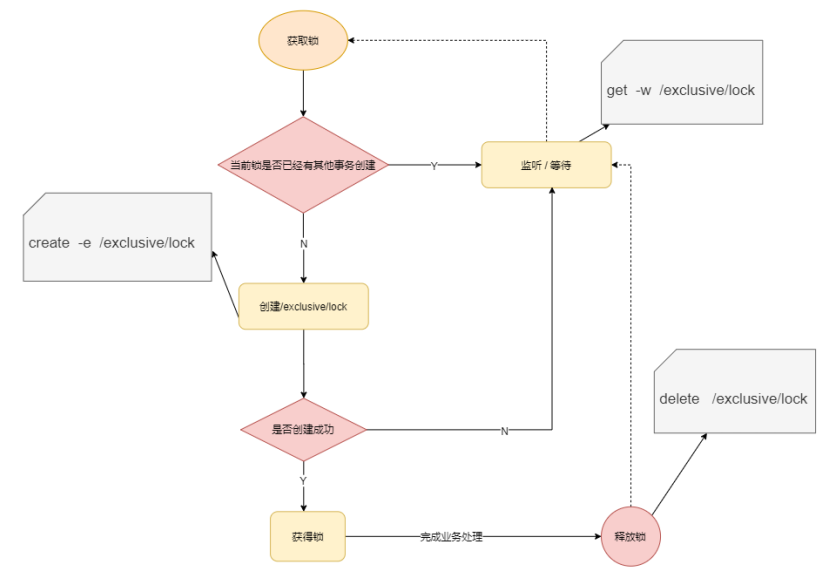 获取锁
get -w /exclusive/lock
当前锁是否已经有其他事务创建
Y
监听 / 等待
create -e /exclusive/lock
N
创建/exclusive/lock
delete /exclusive/lock
是否创建成功
N
Y
获得锁
完成业务处理
释放锁